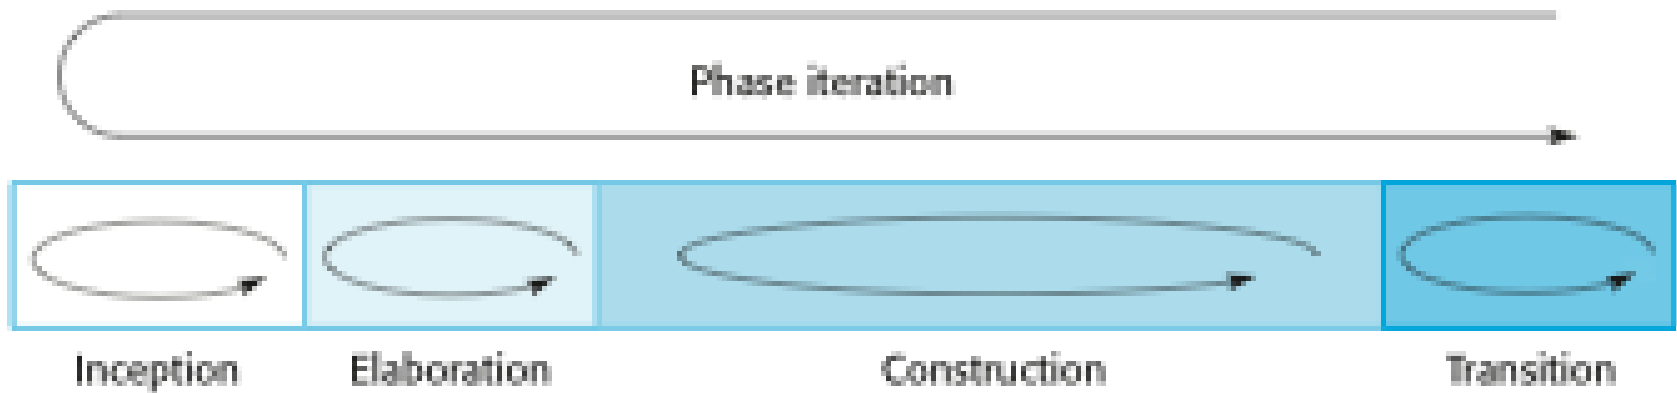 Phase iteration
Inception Elaboration Construction Transition